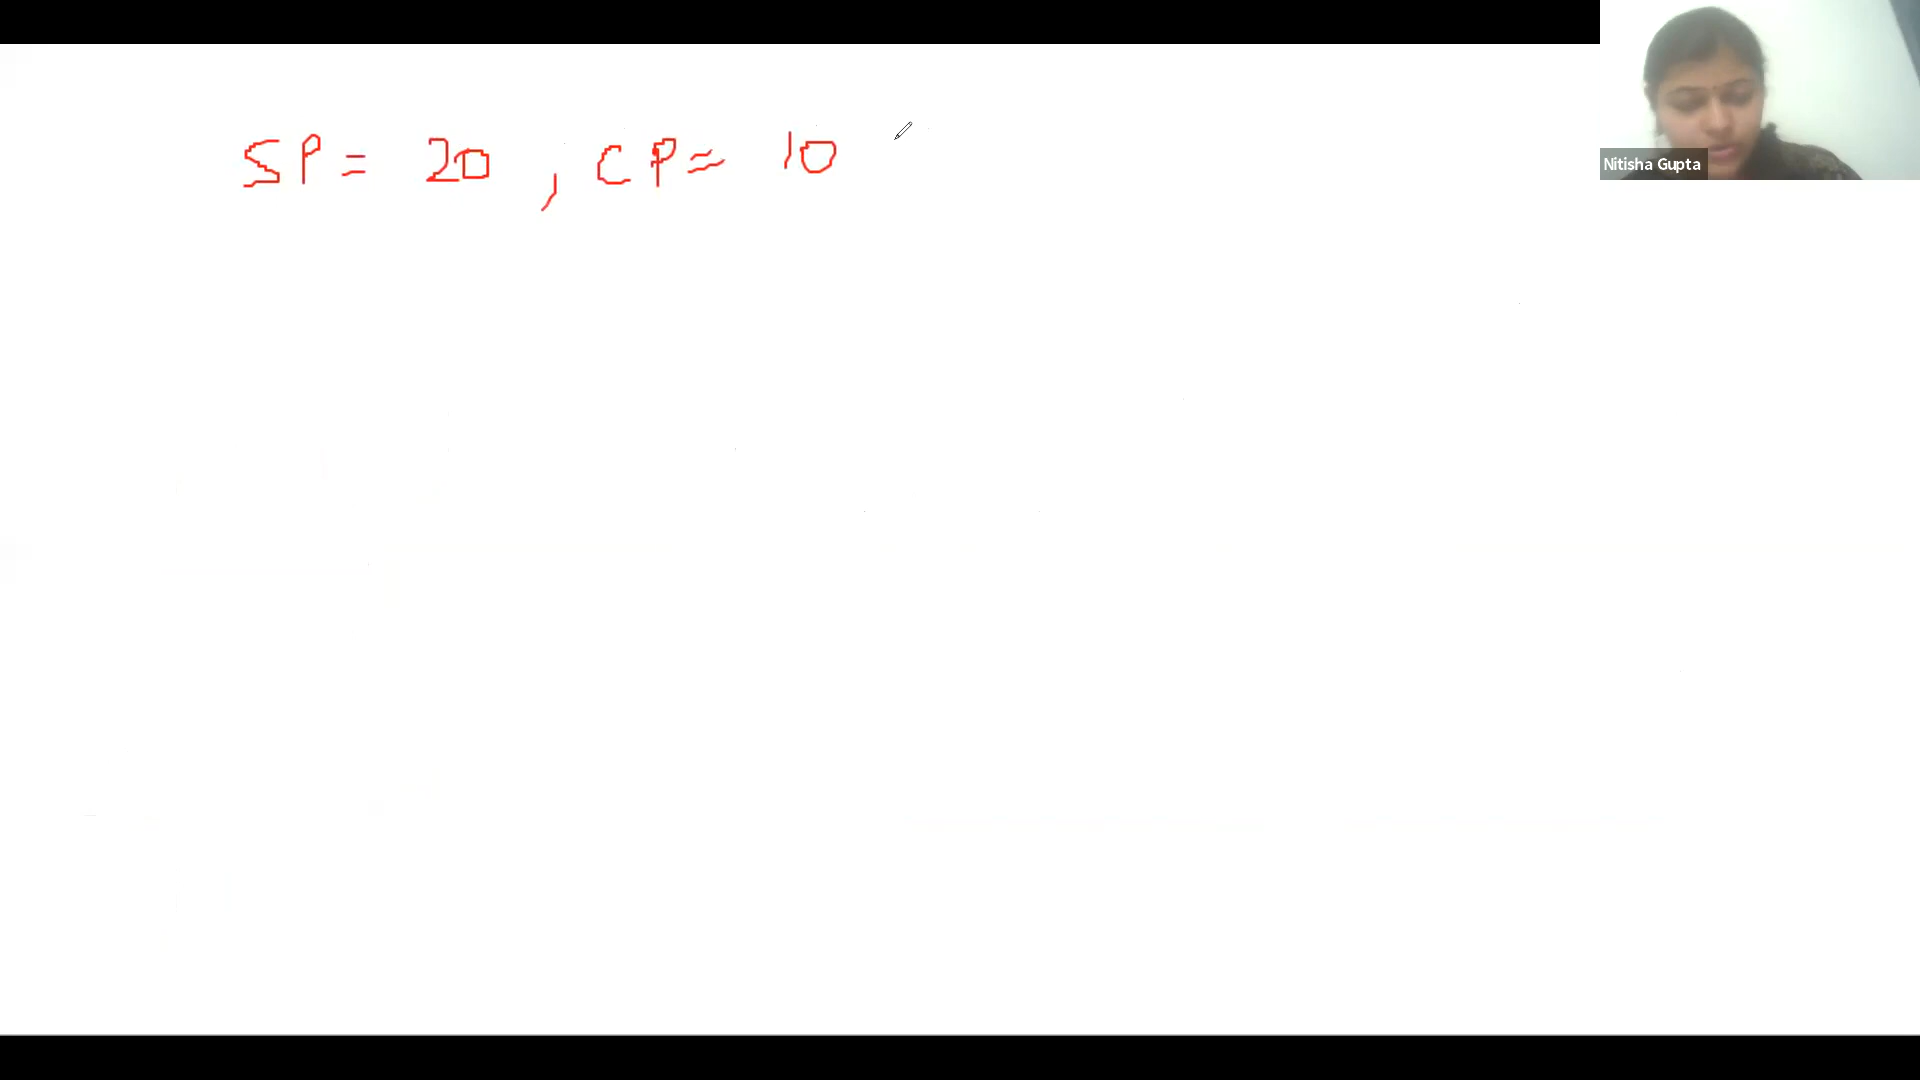 SP = 20 , CP = 10
Nitisha Gupta